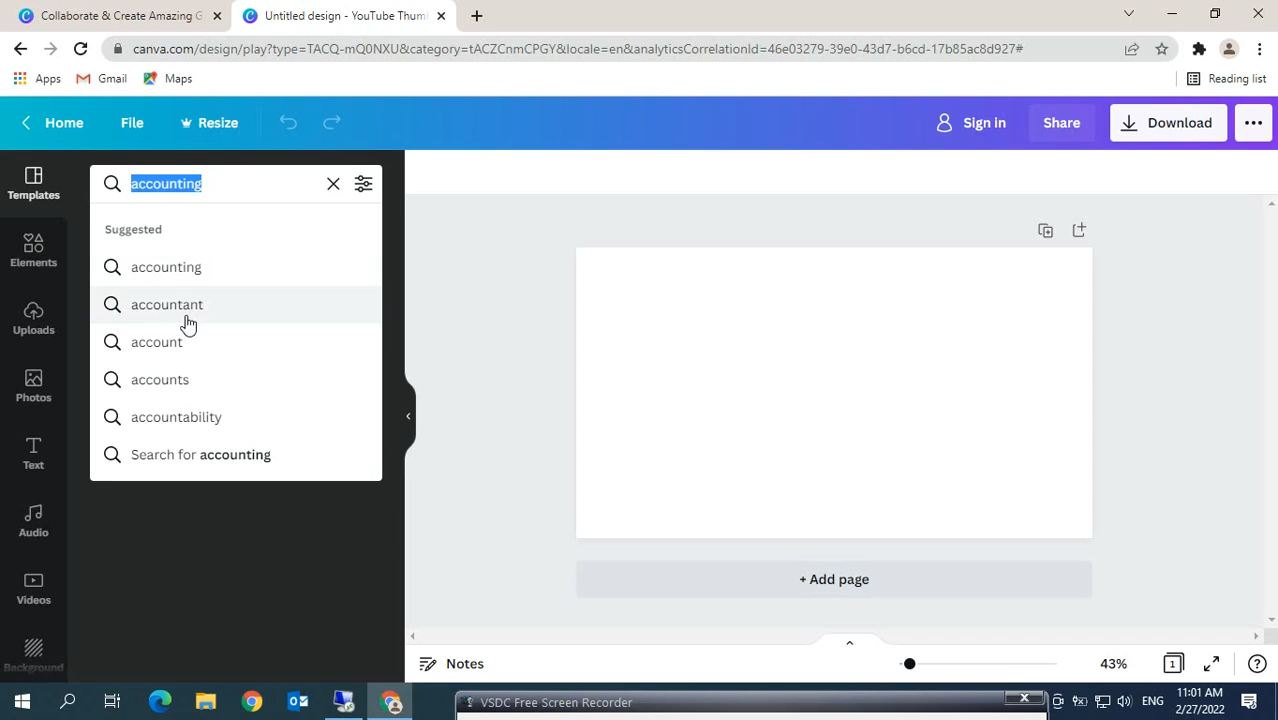 Collaborate & Create Amazing G
Untitled design - YouTube Thum
canva.com/design/play?type=TACQ-mQ0NXU&category=tACZCnmCPGY&locale=en&analyticsCorrelationId=46e03279-39e0-43d7-b6cd-17b85ac8d927#
Apps
Gmail
Maps
Reading list
Home
File
Resize
Sign in
Share
Download
Templates
Elements
Uploads
Photos
Text
Audio
Videos
Background
accounting
Suggested
accounting
accountant
account
accounts
accountability
Search for accounting
+ Add page
Notes
43%
1
VSDC Free Screen Recorder
ENG
11:01 AM
2/27/2022